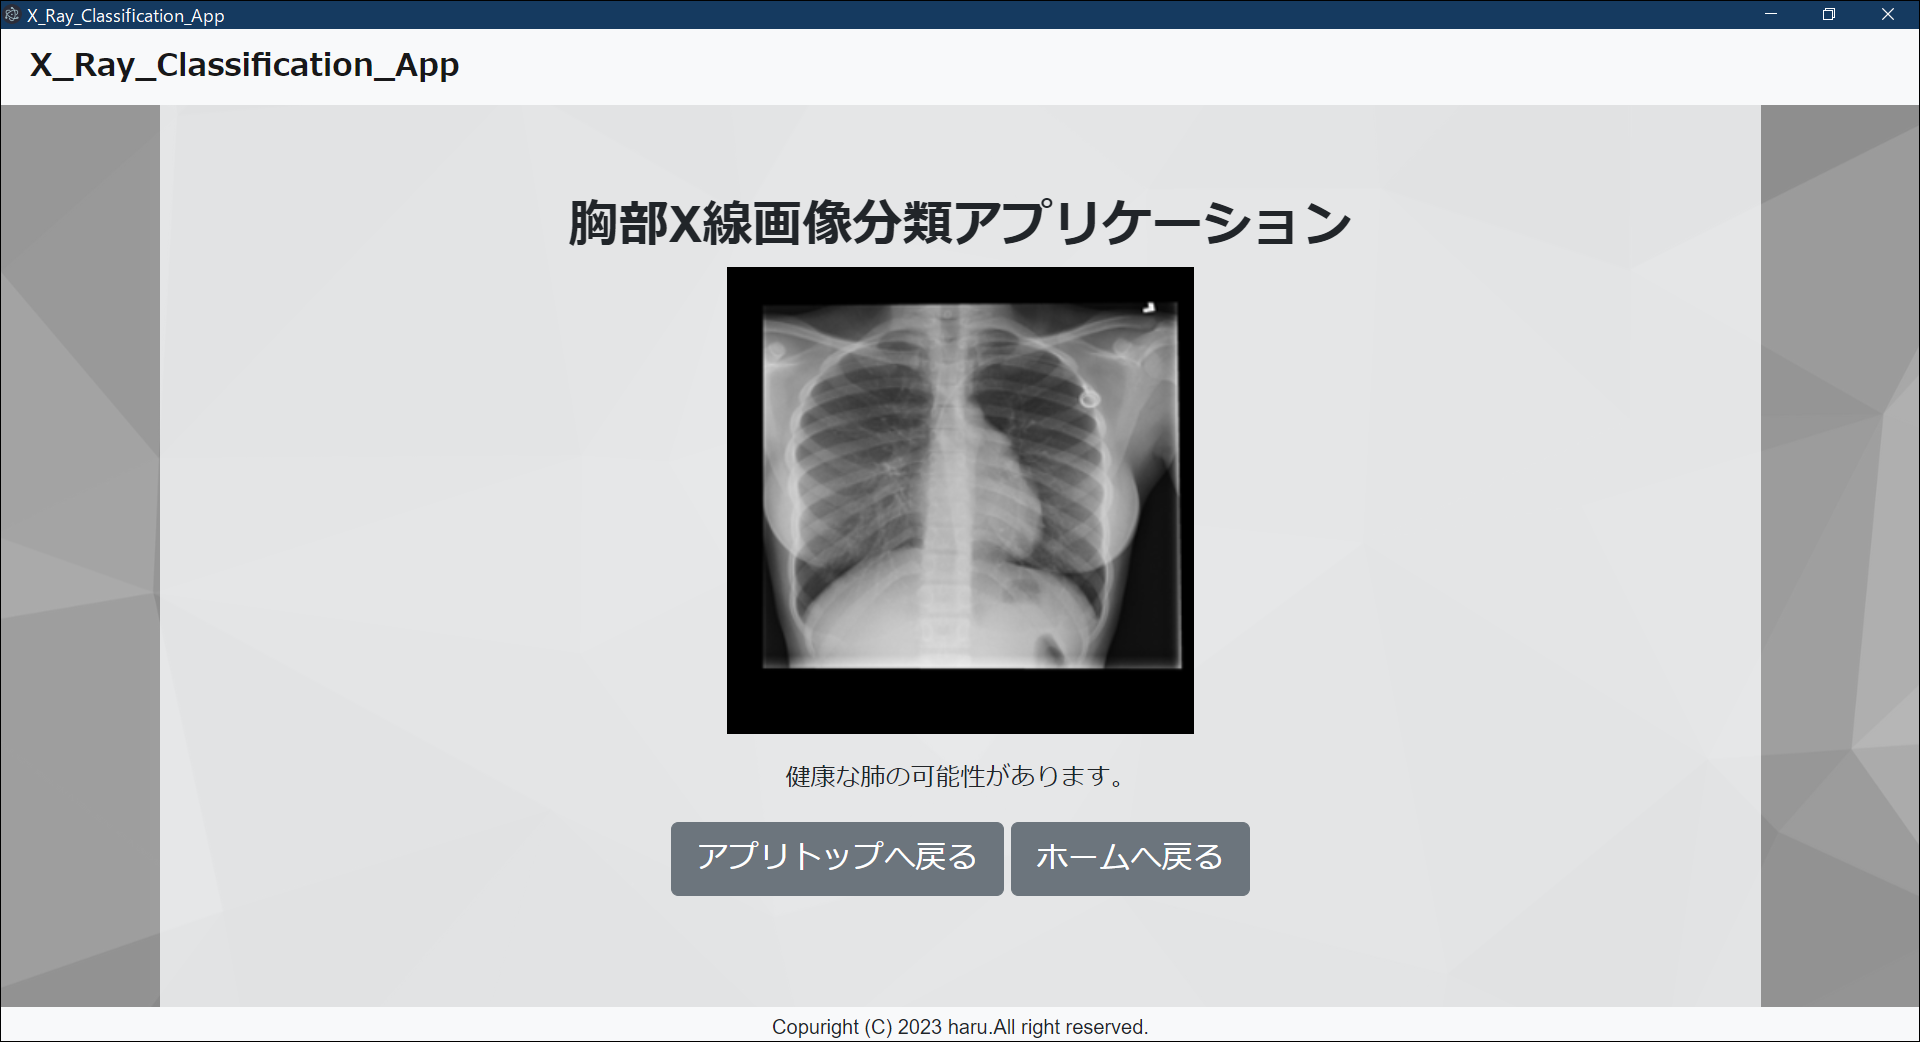 X_Ray_Classification_App
X_Ray_Classification_App
胸部X線画像分類アプリケーション
健康な肺の可能性があります。
アプリトップへ戻る
ホームへ戻る
Copuright (C) 2023 haru.All right reserved.